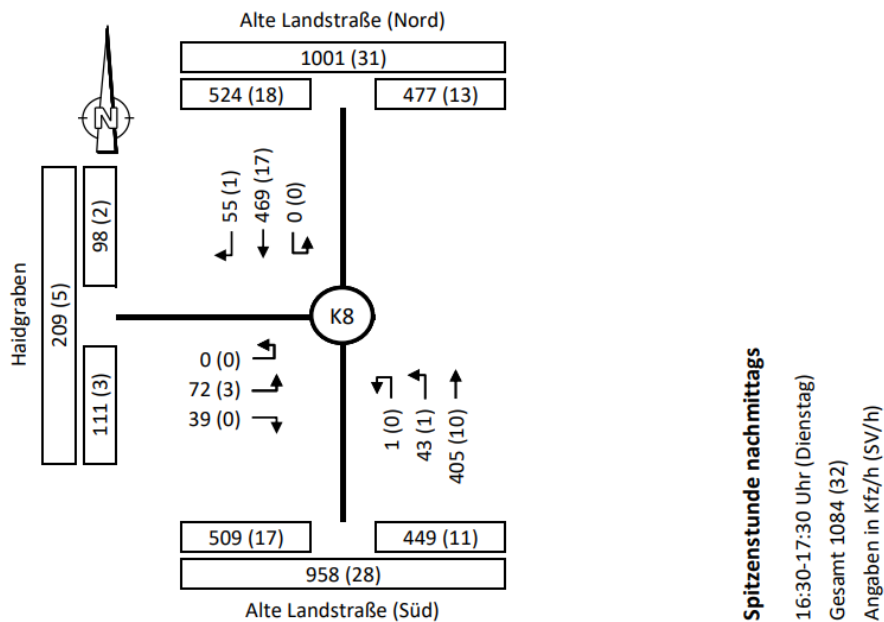 Alte Landstraße (Nord)
1001 (31)
524 (18)
477 (13)
N
55 (1)
469 (17)
0 (0)
Haidgraben
209 (5)
98 (2)
111 (3)
K8
0 (0)
72 (3)
39 (0)
1 (0)
43 (1)
405 (10)
509 (17)
449 (11)
958 (28)
Alte Landstraße (Süd)
Spitzenstunde nachmittags
16:30-17:30 Uhr (Dienstag)
Gesamt 1084 (32)
Angaben in Kfz/h (SV/h)